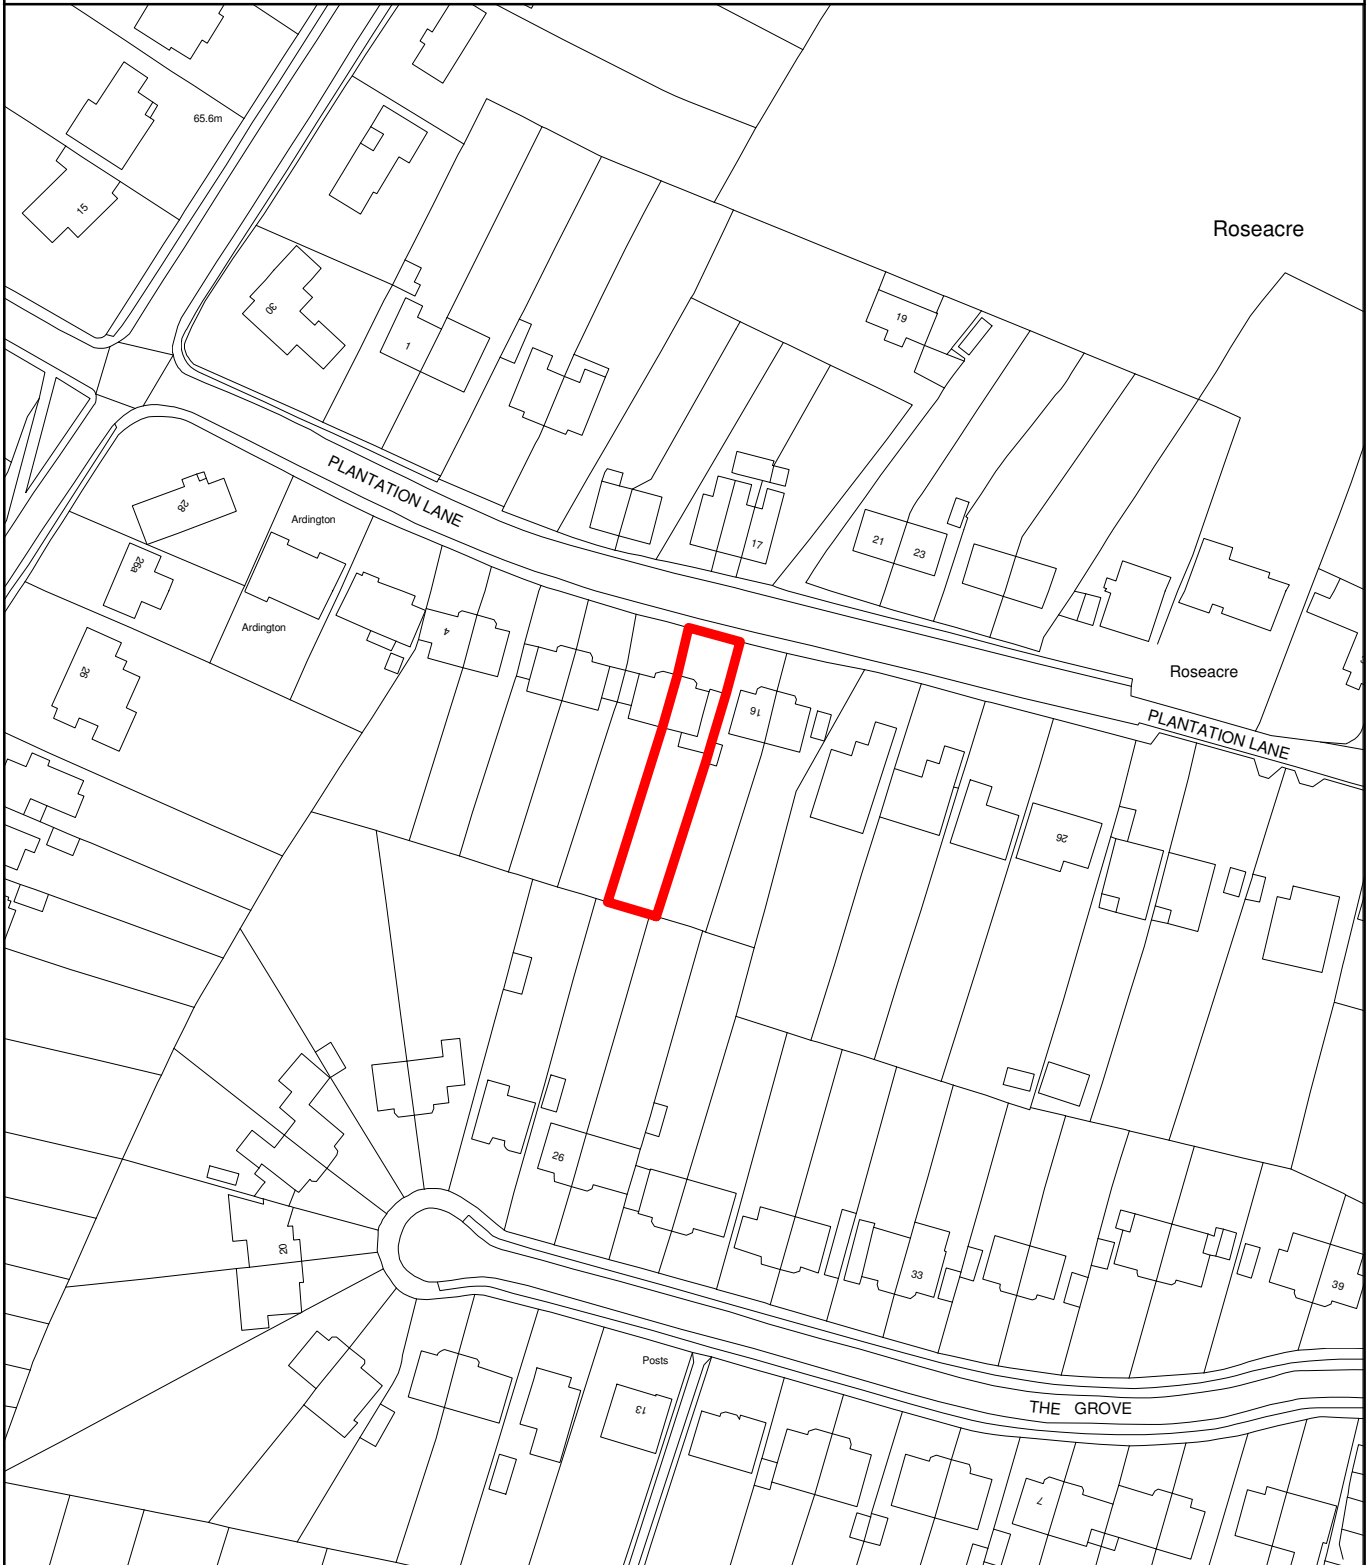 65.6m
15
Roseacre
30
1
19
PLANTATION LANE
28
Ardington
17
21
23
26a
Ardington
4
26
Roseacre
16
PLANTATION LANE
26
26
20
33
39
Posts
13
THE GROVE
7